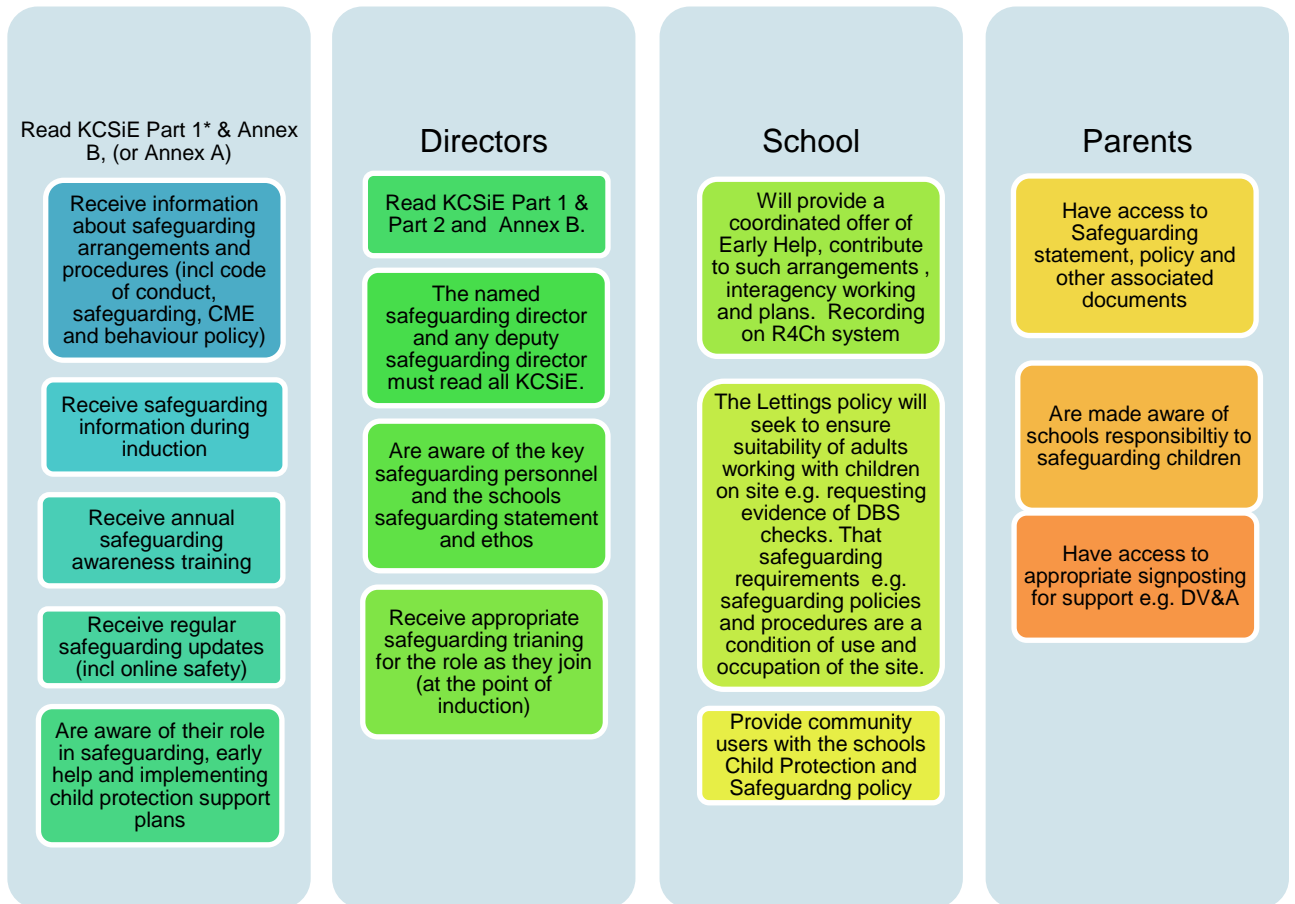 Read KCSiE Part 1* & Annex
B, (or Annex A)
Receive information
about safeguarding
arrangements and
procedures (incl code
of conduct,
safeguarding, CME
and behaviour policy)
Receive safeguarding
information during
induction
Receive annual
safeguarding
awareness training
Receive regular
safeguarding updates
(incl online safety)
Are aware of their role
in safeguarding, early
help and implementing
child protection support
plans
Directors
Read KCSiE Part 1 &
Part 2 and Annex B.
The named
safeguarding director
and any deputy
safeguarding director
must read all KCSiE.
Are aware of the key
safeguarding personnel
and the schools
safeguarding statement
and ethos
Receive appropriate
safeguarding trianing
for the role as they join
(at the point of
induction)
School
Will provide a
coordinated offer of
Early Help, contribute
to such arrangements ,
interagency working
and plans. Recording
on R4Ch system
The Lettings policy will
seek to ensure
suitability of adults
working with children
on site e.g. requesting
evidence of DBS
checks. That
safeguarding
requirements e.g.
safeguarding policies
and procedures are a
condition of use and
occupation of the site.
Provide community
users with the schools
Child Protection and
Safeguardng policy
Parents
Have access to
Safeguarding
statement, policy and
other associated
documents
Are made aware of
schools responsibiltiy to
safeguarding children
Have access to
appropriate signposting
for support e.g. DV&A